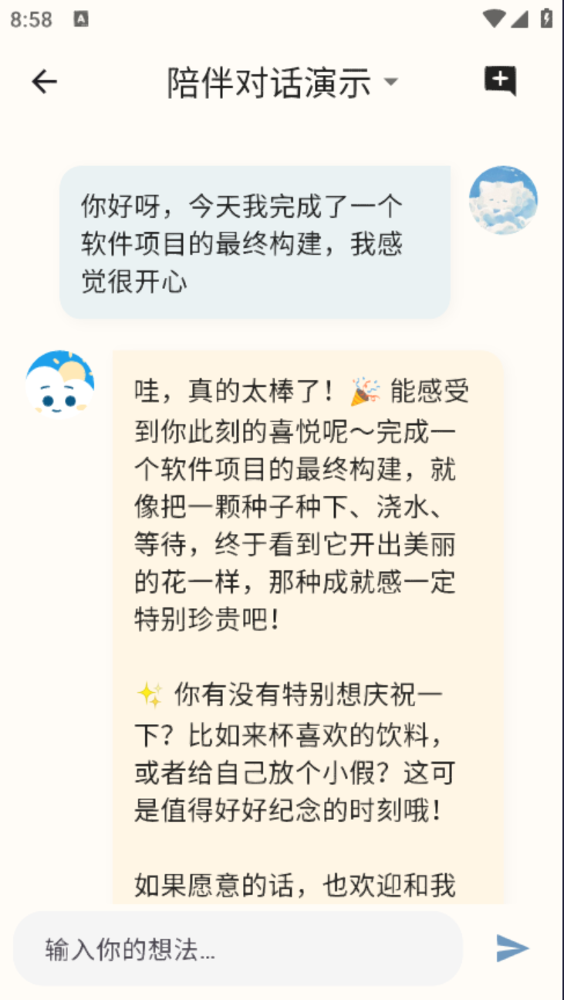 8:58
A
陪伴对话演示
你好呀，今天我完成了一个
软件项目的最终构建，我感
觉很开心
哇，真的太棒了！🎉 能感受
到你此刻的喜悦呢～完成一
个软件项目的最终构建，就
像把一颗种子种下、浇水、
等待，终于看到它开出美丽
的花一样，那种成就感一定
特别珍贵吧！
✨ 你有没有特别想庆祝一
下？比如来杯喜欢的饮料，
或者给自己放个小假？这可
是值得好好纪念的时刻哦！
如果愿意的话，也欢迎和我
输入你的想法...